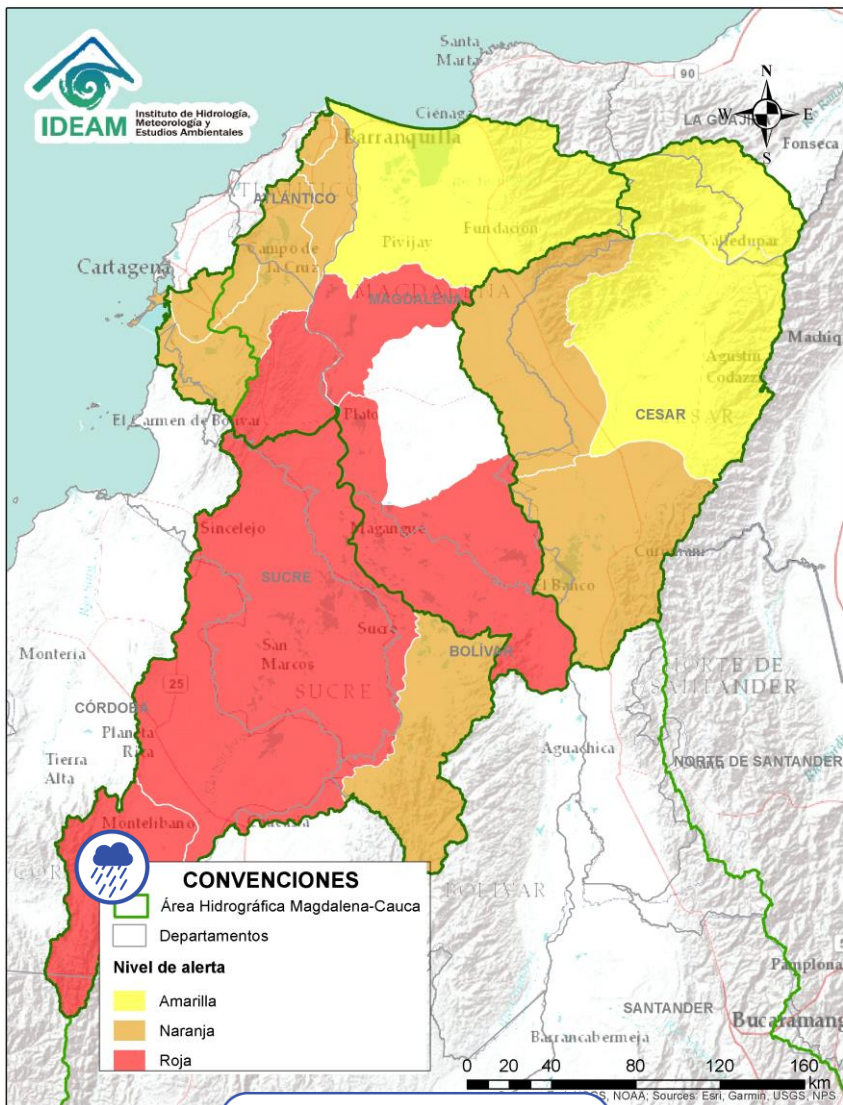 IDEAM
Instituto de Hidrología,
Meteorología y
Estudios Ambientales
Santa
Marta
90
N
W
E
S
LA GUAJIRA
Fonseca
Ciénaga
Barranquilla
ATLÁNTICO
Cartagena
Campo de
la Cruz
Pivijay
Fundación
Valledupar
MAGDALENA
Agustín
Codazzi
CESAR
El Carmen de Bolívar
Plato
Sincelejo
Magangué
SUCRE
El Banco
Sucre
Montería
San
Marcos
BOLÍVAR
SUCRE
25
NORTE DE
SANTANDER
CÓRDOBA
Planeta
Rica
Tierra
Alta
Aguachica
NORTE DE SANTANDER
Montelíbano
BOLÍVAR
CONVENCIONES
Área Hidrográfica Magdalena-Cauca
Departamentos
Nivel de alerta
Amarilla
Naranja
Roja
Pamplona
SANTANDER
Barrancabermeja
0 20 40 80 120 160
km
USGS, NOAA; Sources: Esri, Garmin, USGS, NPS